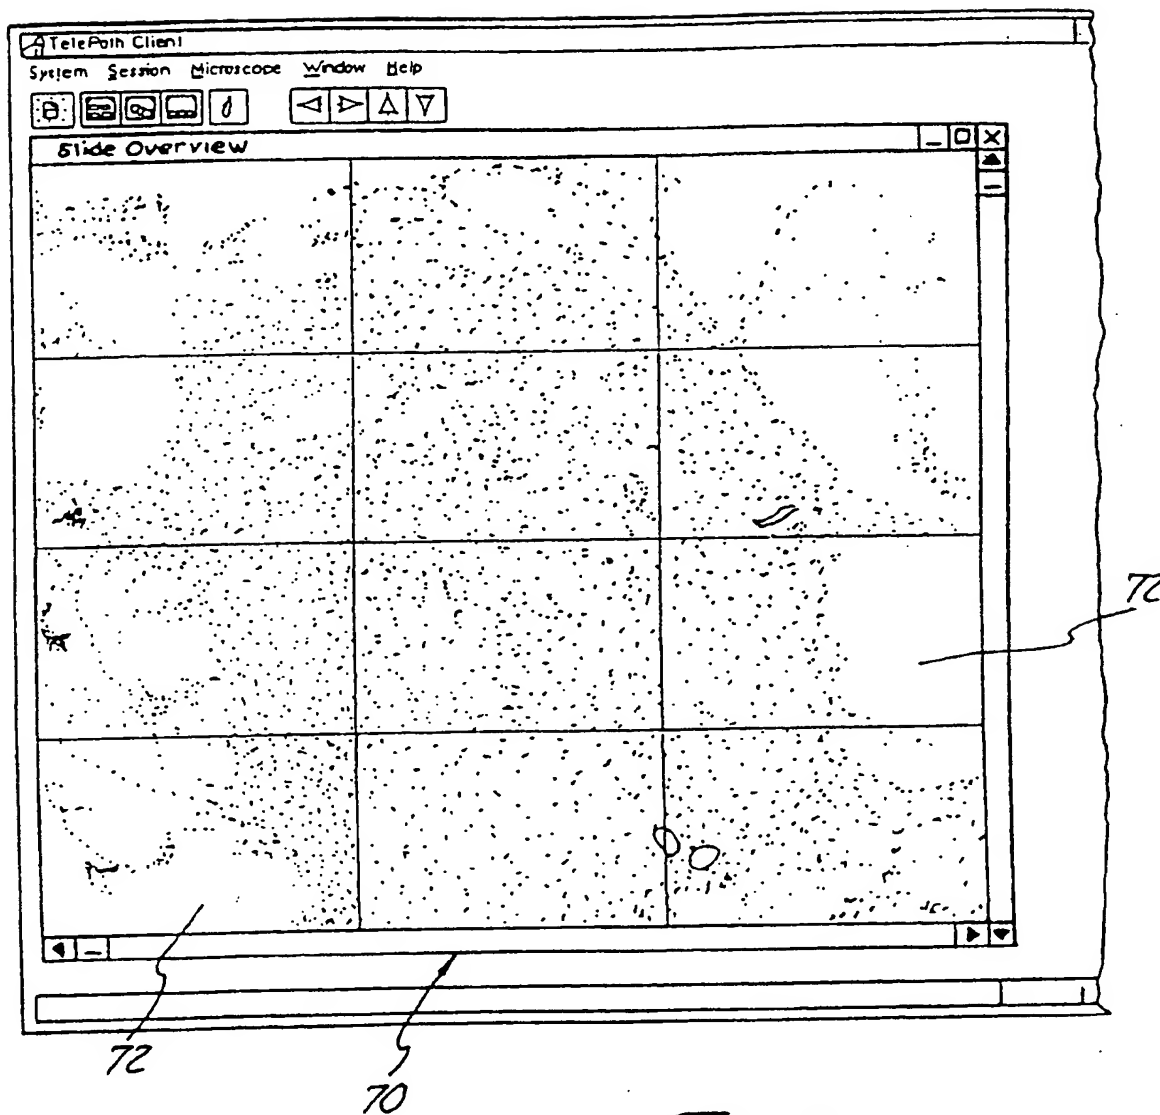 TelePath Client
System Session Microscope Window Help
Slide Overview
72
72
70